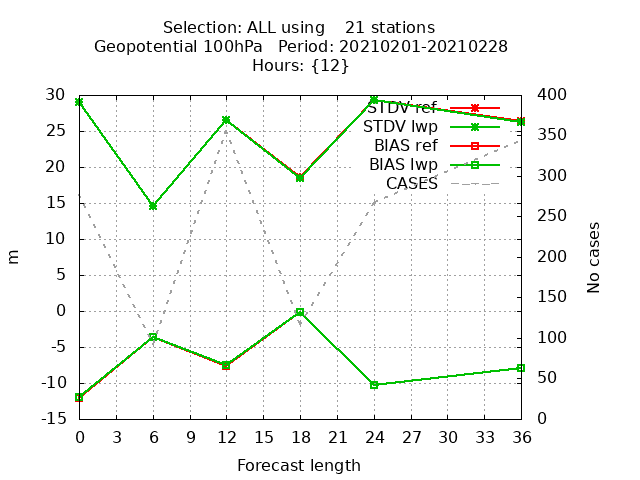 Selection: ALL using 21 stations
Geopotential 100hPa Period: 20210201-20210228
Hours: {12}
30 400
STDV ref
25 STDV lwp 350
BIAS ref
20 BIAS lwp 300
CASES
15 250
10 200
m No cases
5
0 150
-5 100
-10 50
-15 0
0 3 6 9 12 15 18 21 24 27 30 33 36
Forecast length